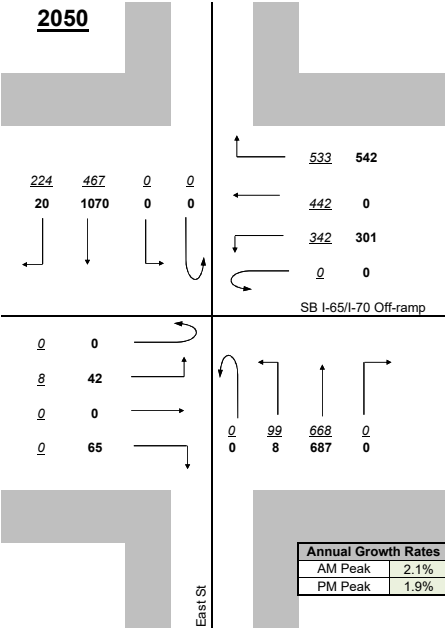 2050
224 467 0 0
20 1070 0 0
533 542
442 0
342 301
0 0
SB I-65/I-70 Off-ramp
0 0
8 42
0 0
0 65
0 99 668 0
0 8 687 0
East St
Annual Growth Rates
AM Peak 2.1%
PM Peak 1.9%